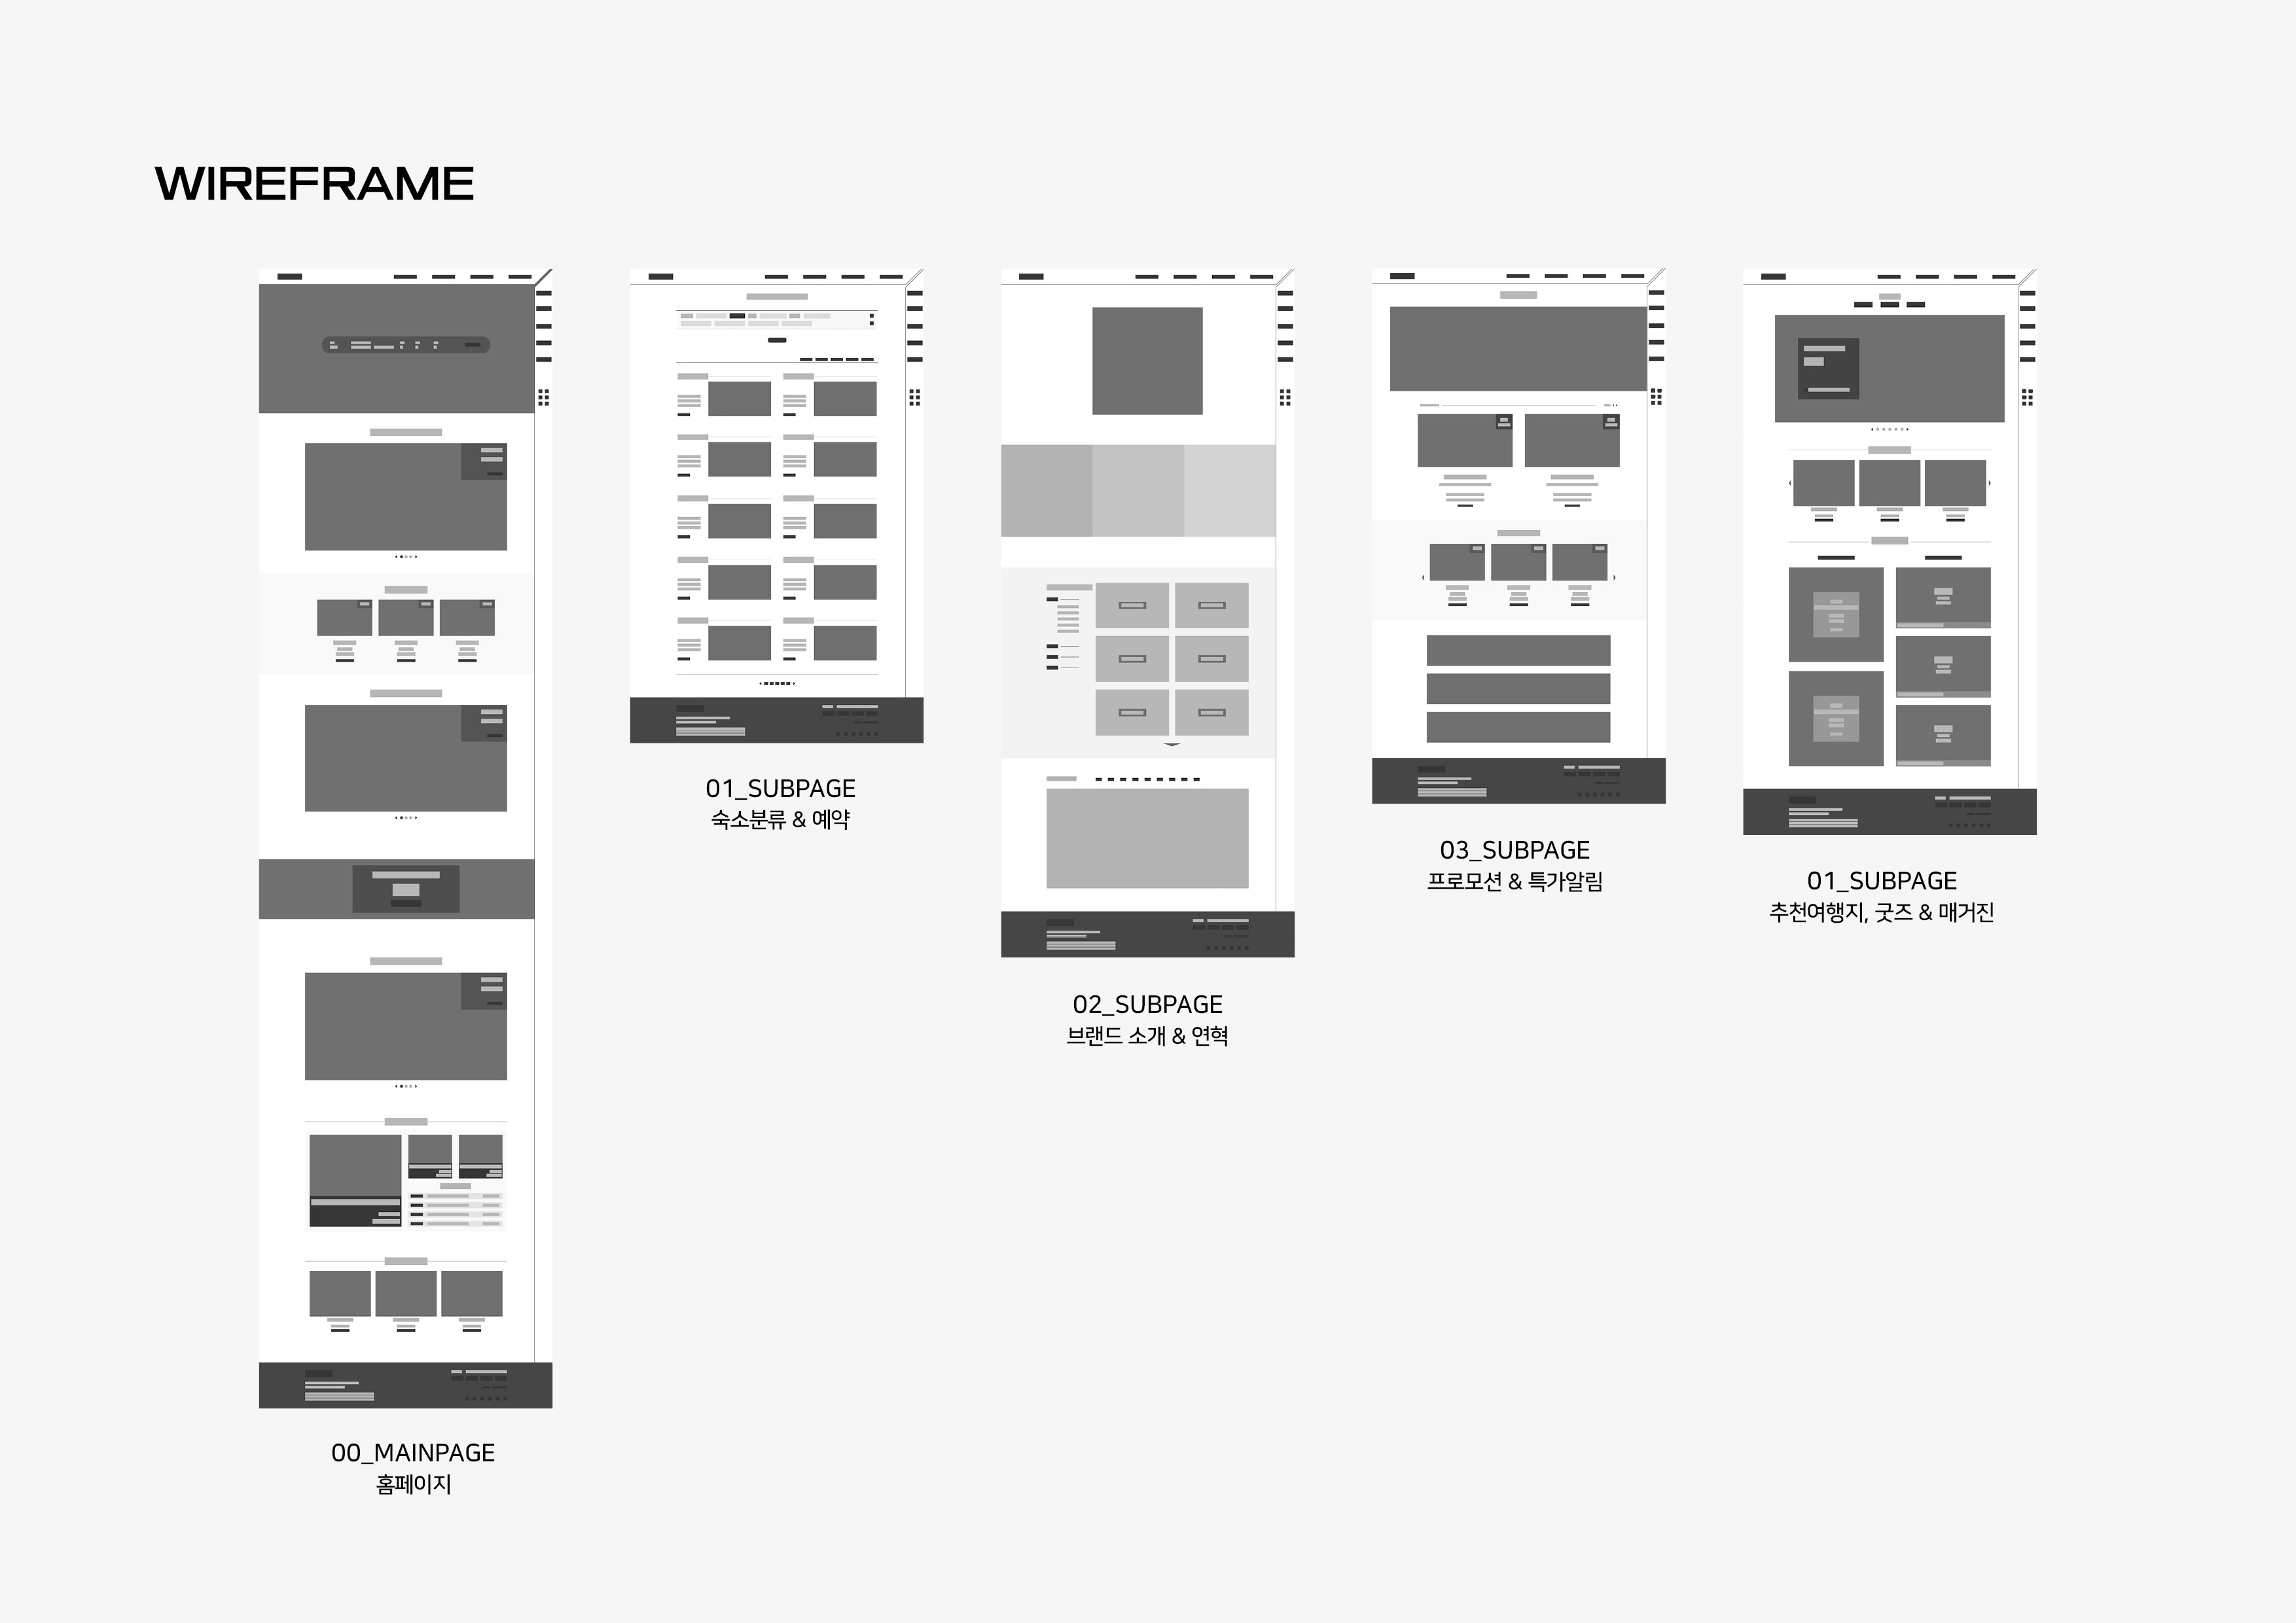 WIREFRAME
00_MAINPAGE
홈페이지
01_SUBPAGE
숙소분류 & 예약
02_SUBPAGE
브랜드 소개 & 연혁
03_SUBPAGE
프로모션 & 특가알림
01_SUBPAGE
추천여행지, 굿즈 & 매거진